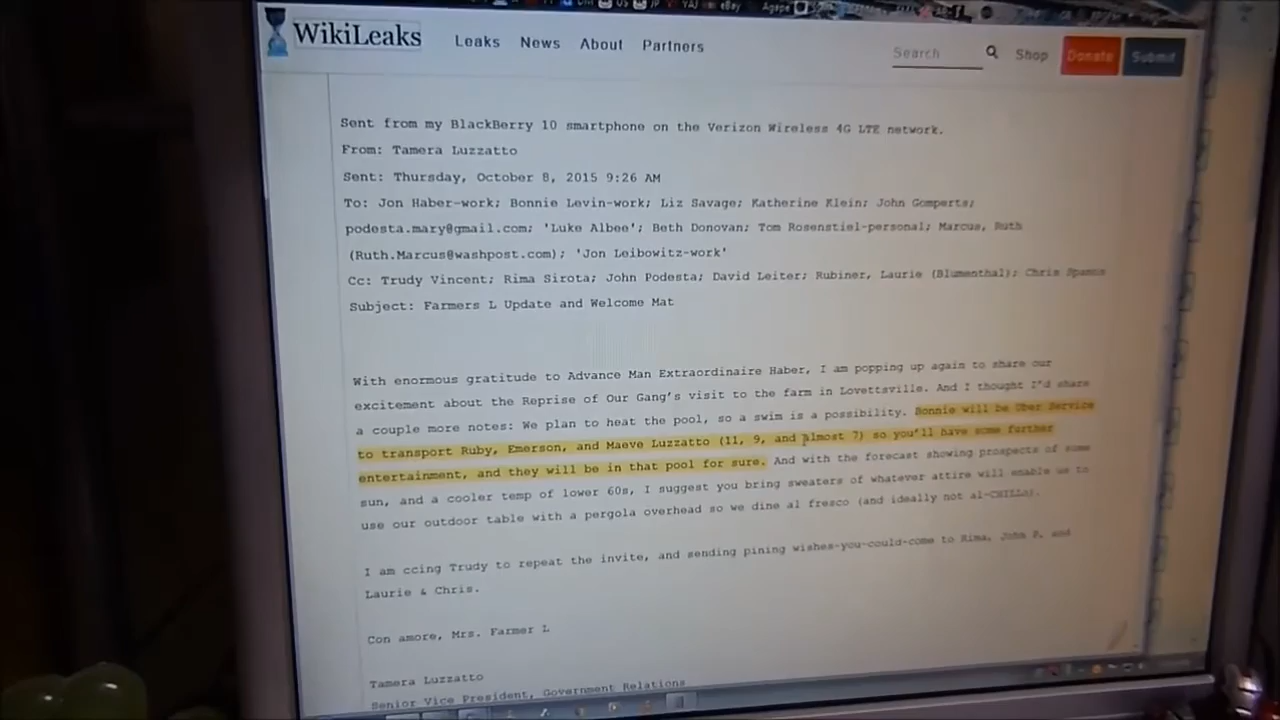 WikiLeaks
Leaks News About Partners
Search Shop Donate Submit
Sent from my BlackBerry 10 smartphone on the Verizon Wireless 4G LTE network.
From: Tamera Luzzatto
Sent: Thursday, October 8, 2015 9:26 AM
To: Jon Haber-work; Bonnie Levin-work; Liz Savage; Katherine Klein; John Gomperts;
podesta.mary@gmail.com; 'Luke Albee'; Beth Donovan; Tom Rosenstiel-personal; Marcus, Ruth
(Ruth.Marcus@washpost.com); 'Jon Leibowitz-work'
Cc: Trudy Vincent; Rima Sirota; John Podesta; David Leiter; Rubiner, Laurie (Blumenthal); Chris
Subject: Farmers L Update and Welcome Mat
With enormous gratitude to Advance Man Extraordinaire Haber, I am popping up again to share our
excitement about the Reprise of Our Gang's visit to the farm in Lovettsville. And I thought I'd share
a couple more notes: We plan to heat the pool, so a swim is a possibility. Bonnie will be Uber Service
to transport Ruby, Emerson, and Maeve Luzzatto (11, 9, and almost 7) so you'll have some further
entertainment, and they will be in that pool for sure. And with the forecast showing prospects of some
sun, and a cooler temp of lower 60s, I suggest you bring sweaters of whatever attire will enable us to
use our outdoor table with a pergola overhead so we dine al fresco (and ideally not al-CHILLo).
I am ccing Trudy to repeat the invite, and sending pining wishes-you-could-come to Rima, John P, and
Laurie & Chris.
Con amore, Mrs. Farmer L
Tamera Luzzatto
Senior Vice President, Government Relations